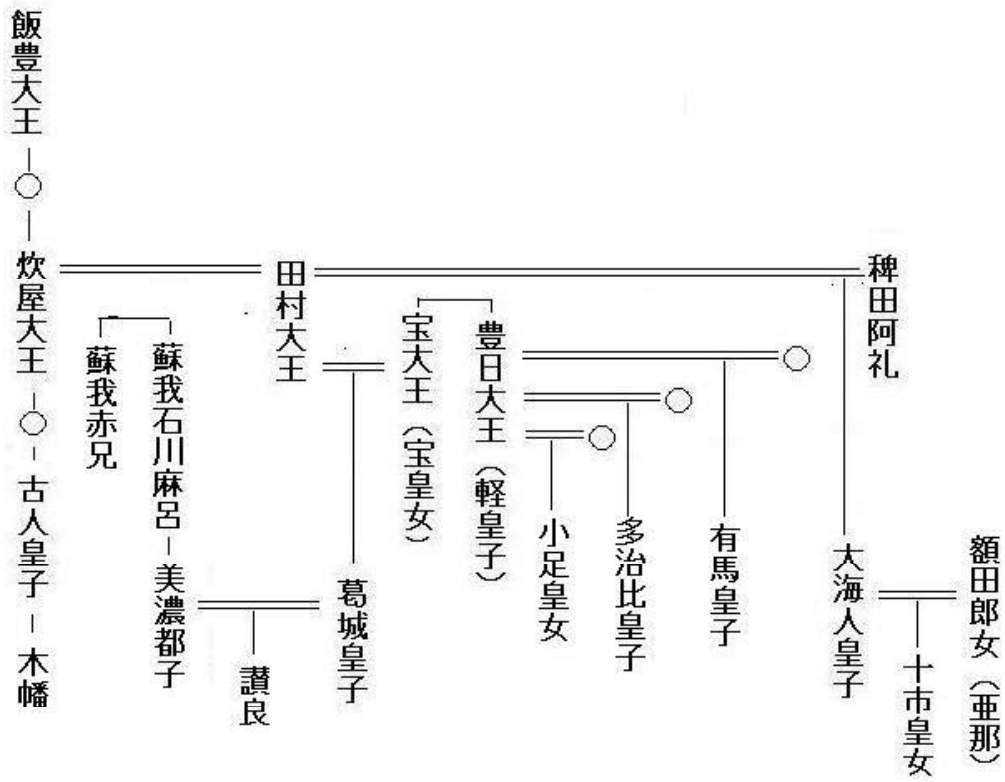 飯豊大王
○
炊屋大王
○
古人皇子
木幡
蘇我赤兄
蘇我石川麻呂
美濃都子
讃良
田村大王
葛城皇子
宝大王（宝皇女）
豊日大王（軽皇子）
○
○
○
小足皇女
多治比皇子
有馬皇子
稗田阿礼
大海人皇子
十市皇女
額田郎女（亜那）